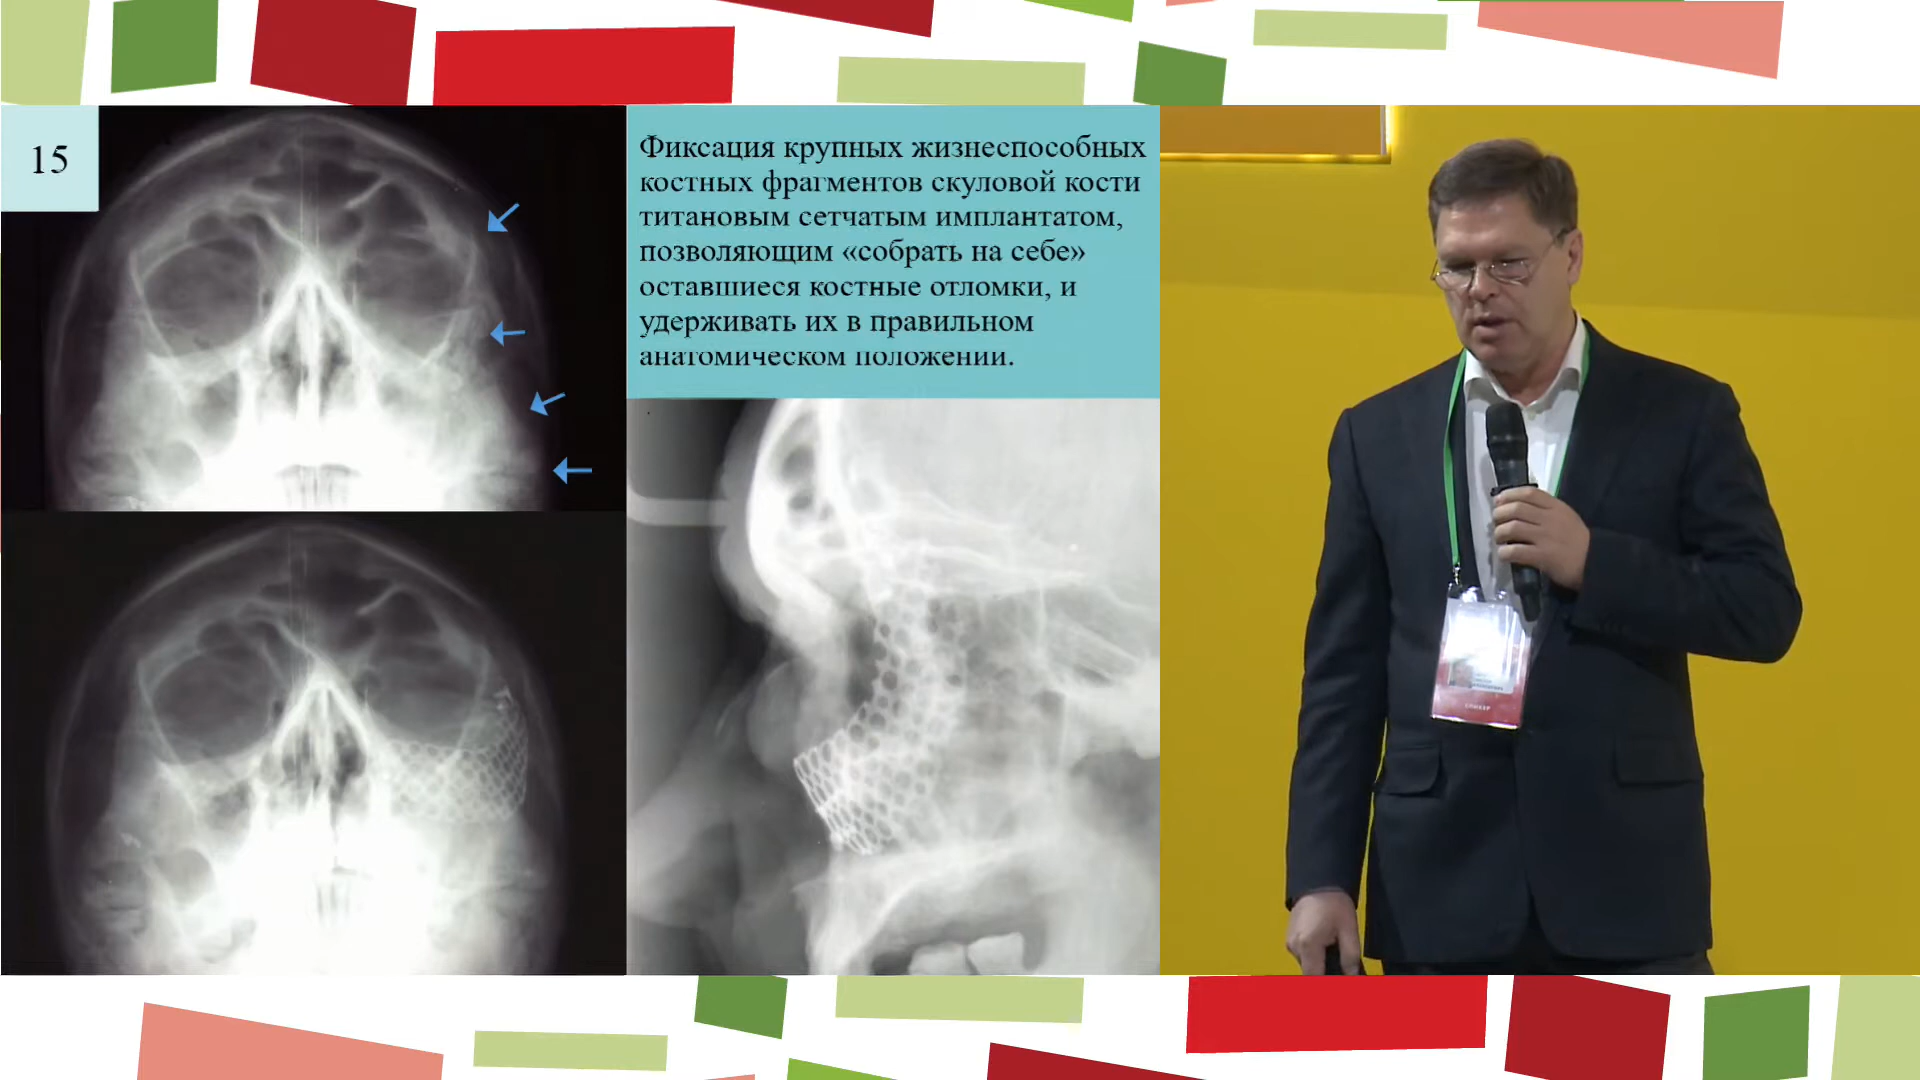 15
Фиксация крупных жизнеспособных
костных фрагментов скуловой кости
титановым сетчатым имплантатом,
позволяющим «собрать на себе»
оставшиеся костные отломки, и
удерживать их в правильном
анатомическом положении.
СПИКЕР